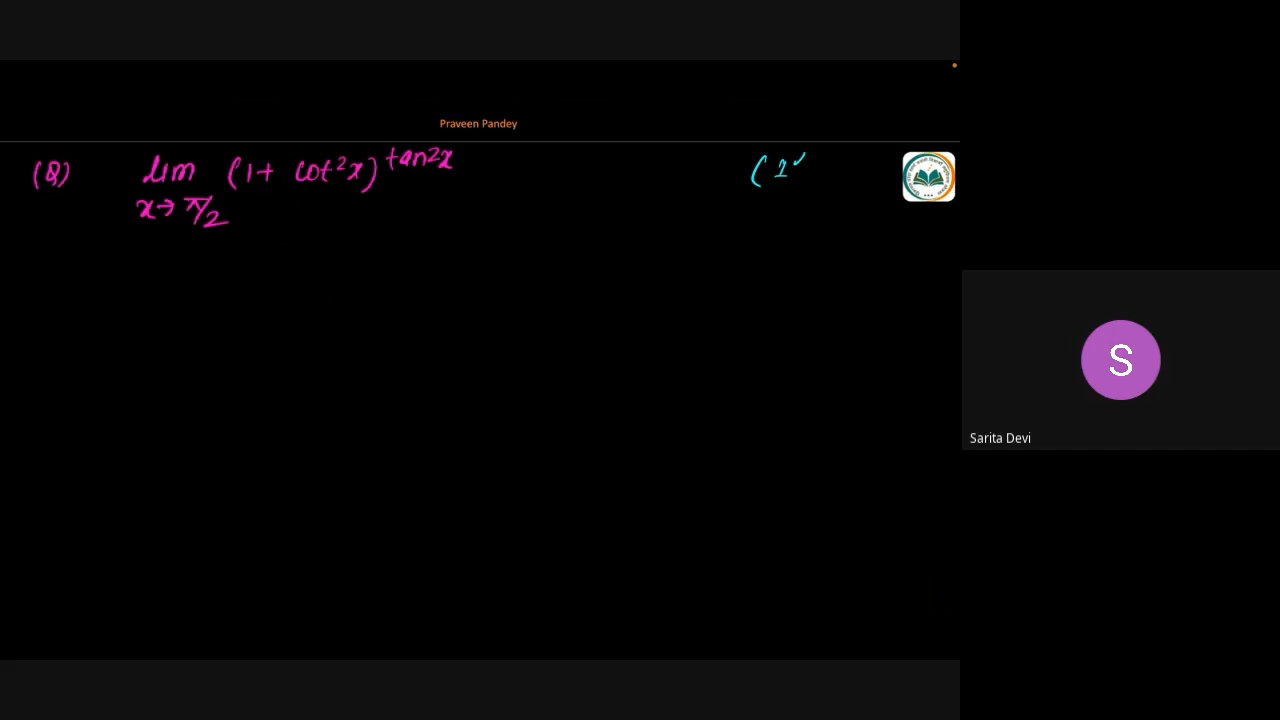 Praveen Pandey
(Q) lim (1+ cot²x)^tan²x (1
x→ π/2
S
Sarita Devi